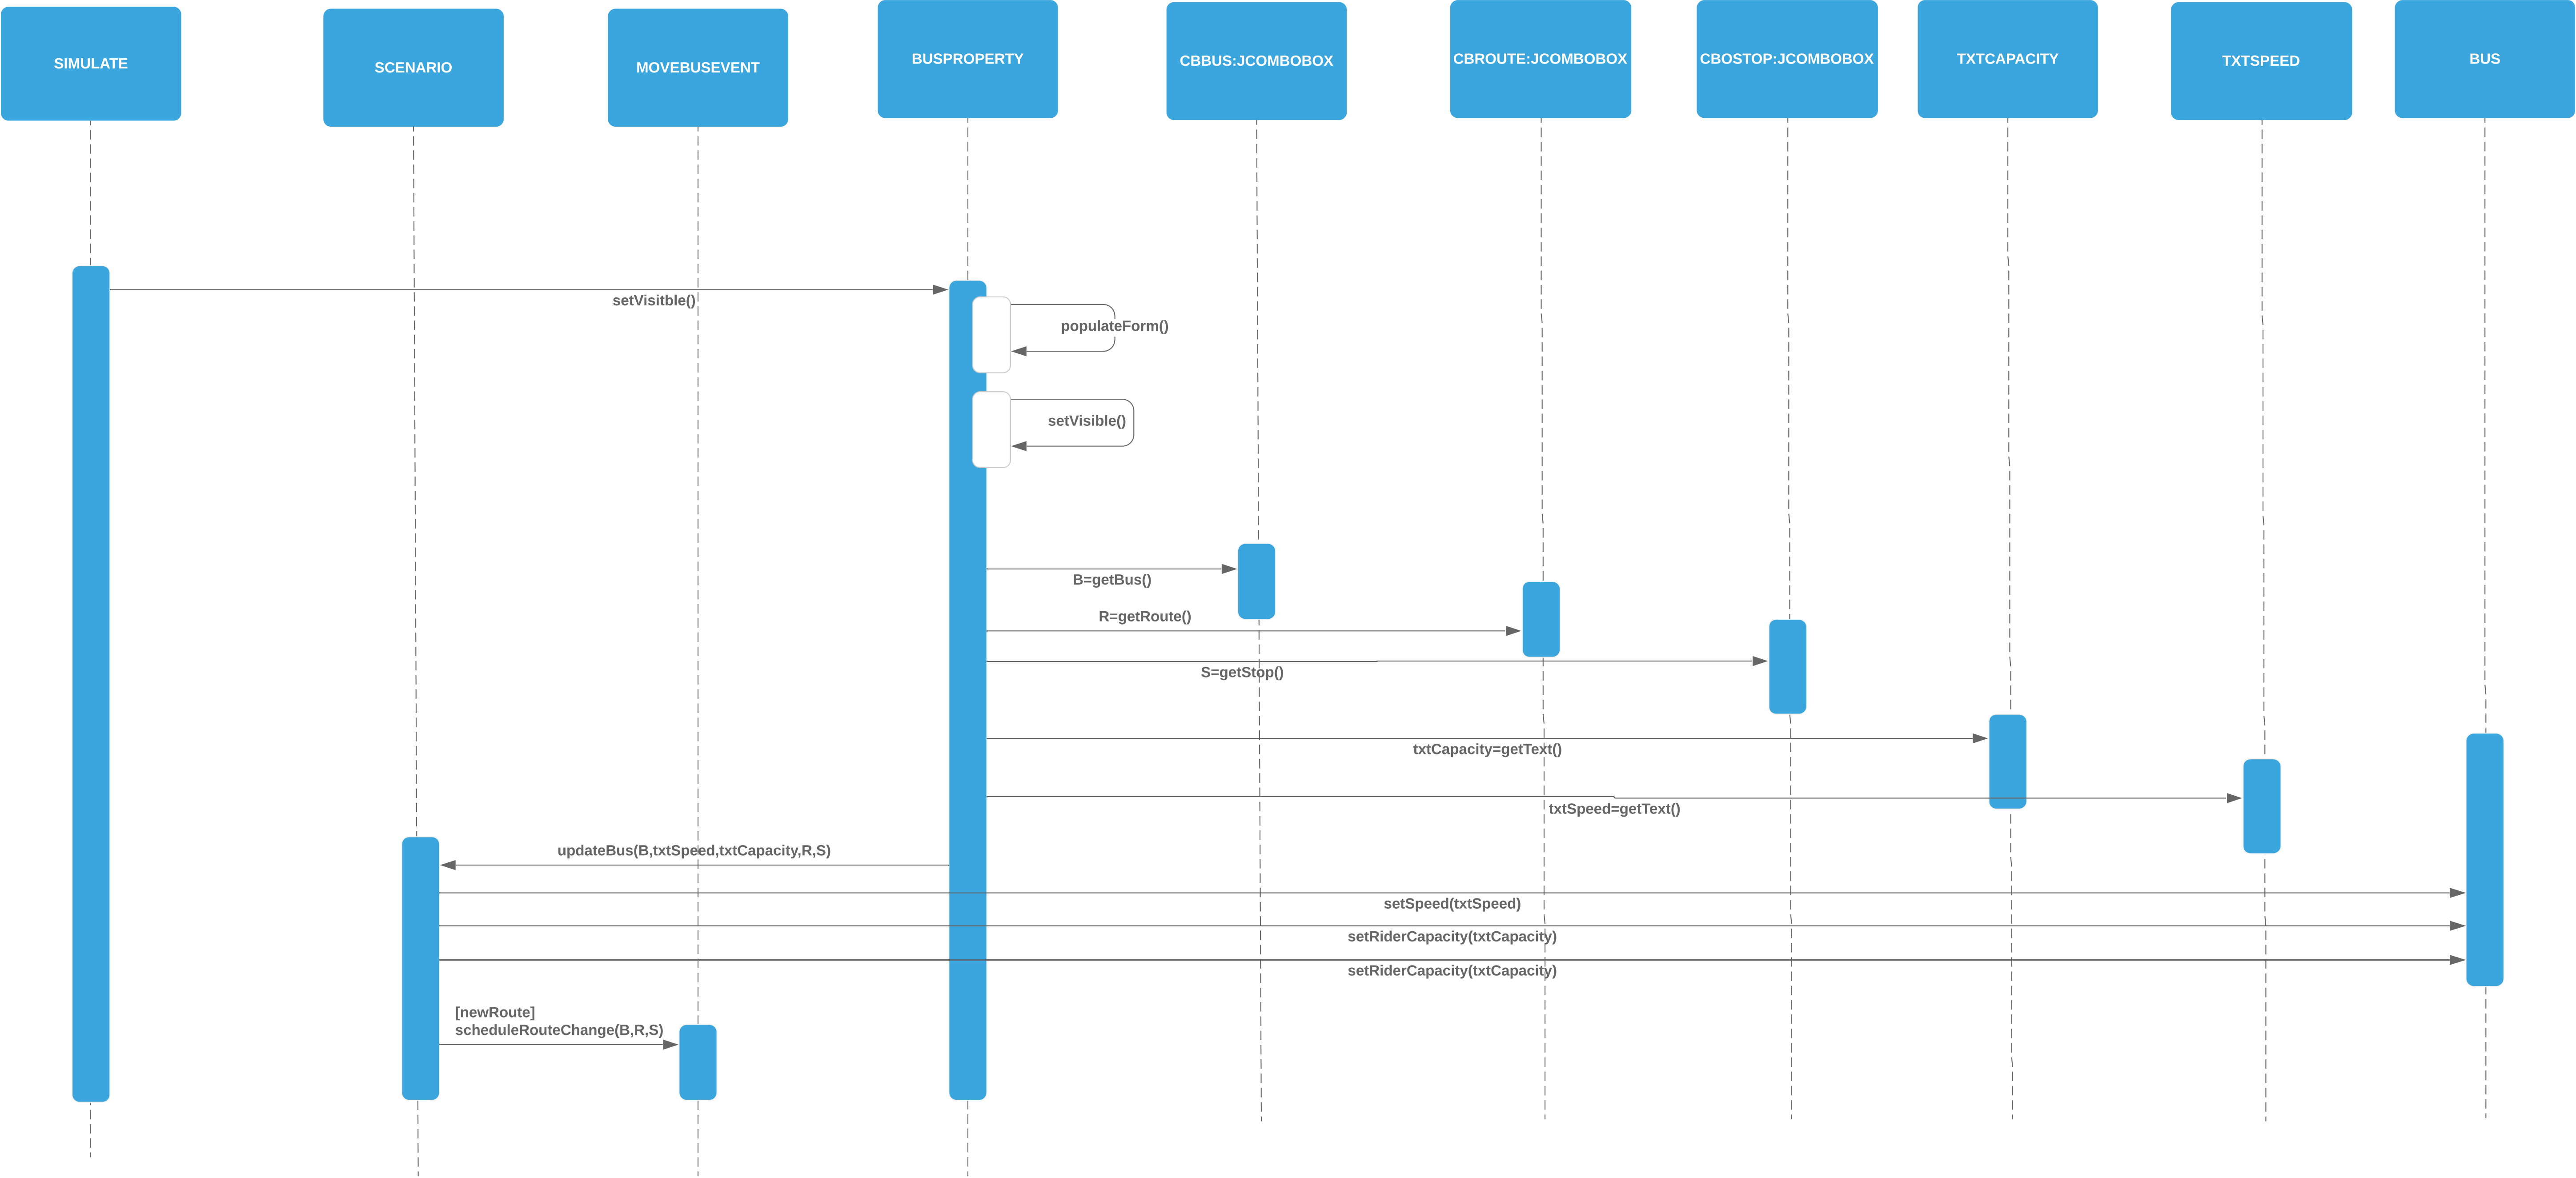 SIMULATE
SCENARIO
MOVEBUSEVENT
BUSPROPERTY
CBBUS:JCOMBOBOX
CBROUTE:JCOMBOBOX
CBOSTOP:JCOMBOBOX
TXTCAPACITY
TXTSPEED
BUS
setVisitble()
populateForm()
setVisible()
B=getBus()
R=getRoute()
S=getStop()
txtCapacity=getText()
txtSpeed=getText()
updateBus(B,txtSpeed,txtCapacity,R,S)
setSpeed(txtSpeed)
setRiderCapacity(txtCapacity)
setRiderCapacity(txtCapacity)
[newRoute]
scheduleRouteChange(B,R,S)